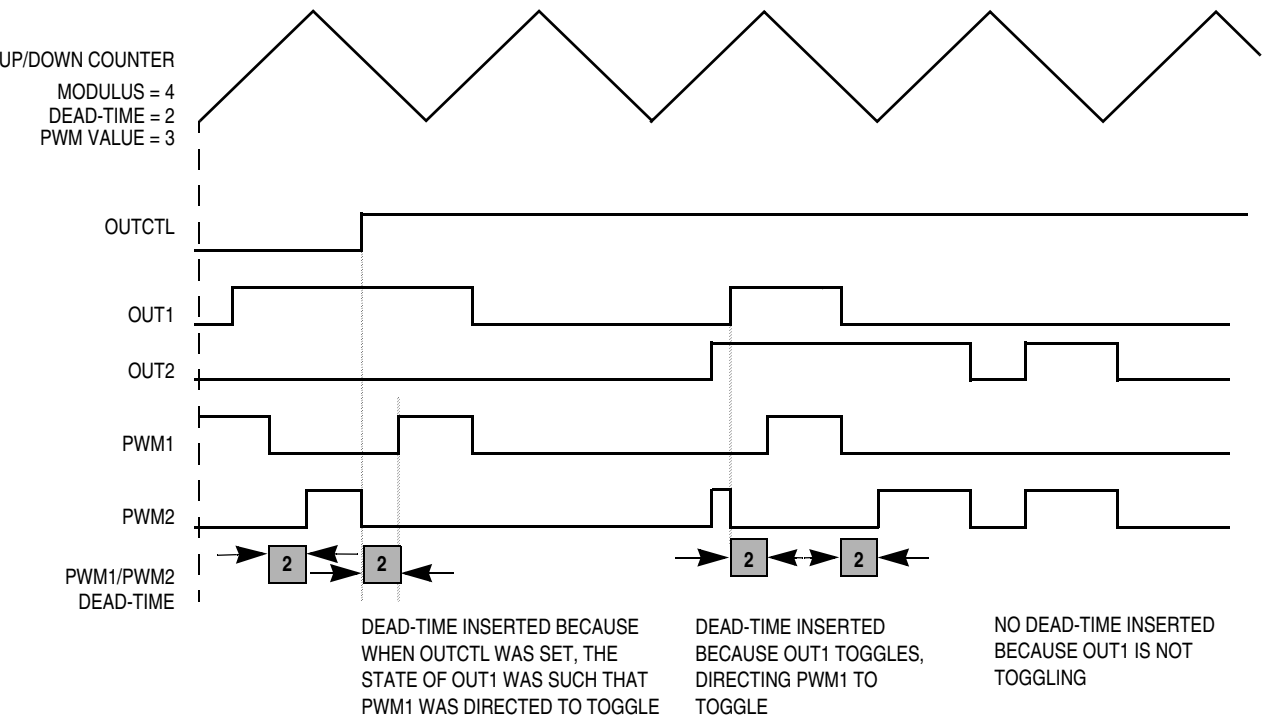 UP/DOWN COUNTER
MODULUS = 4
DEAD-TIME = 2
PWM VALUE = 3
OUTCTL
OUT1
OUT2
PWM1
PWM2
PWM1/PWM2
DEAD-TIME
2
2
2
2
DEAD-TIME INSERTED BECAUSE
WHEN OUTCTL WAS SET, THE
STATE OF OUT1 WAS SUCH THAT
PWM1 WAS DIRECTED TO TOGGLE
DEAD-TIME INSERTED
BECAUSE OUT1 TOGGLES,
DIRECTING PWM1 TO
TOGGLE
NO DEAD-TIME INSERTED
BECAUSE OUT1 IS NOT
TOGGLING